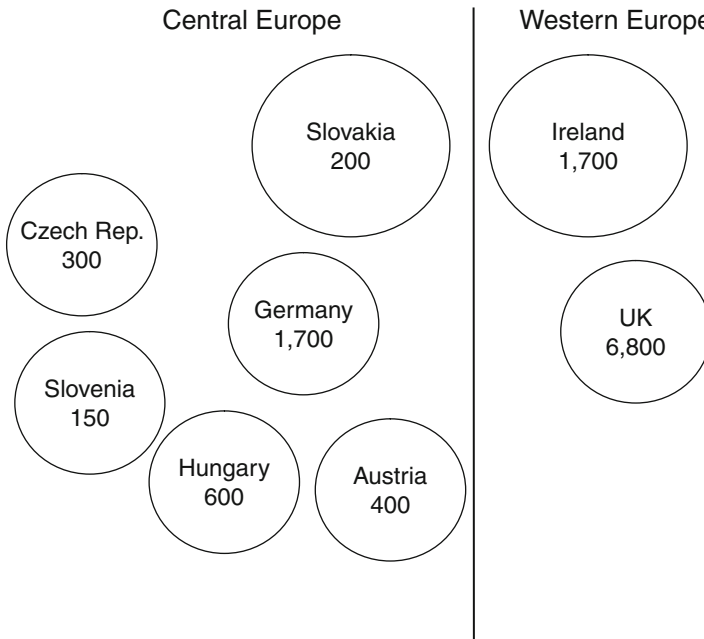 Central Europe
Western Europe
Slovakia
200
Ireland
1,700
Czech Rep.
300
Germany
1,700
UK
6,800
Slovenia
150
Hungary
600
Austria
400